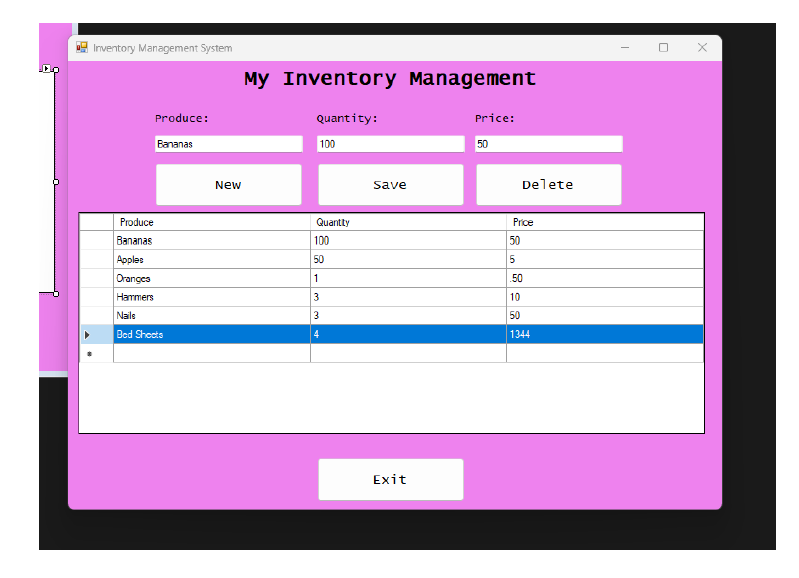 Inventory Management System
My Inventory Management
Produce: Quantity: Price:
Bananas 100 50
New Save Delete
Produce Quantity Price
Bananas 100 50
Apples 50 5
Oranges 1 .50
Hammers 3 10
Nails 3 50
Bed Sheets 4 1344
Exit